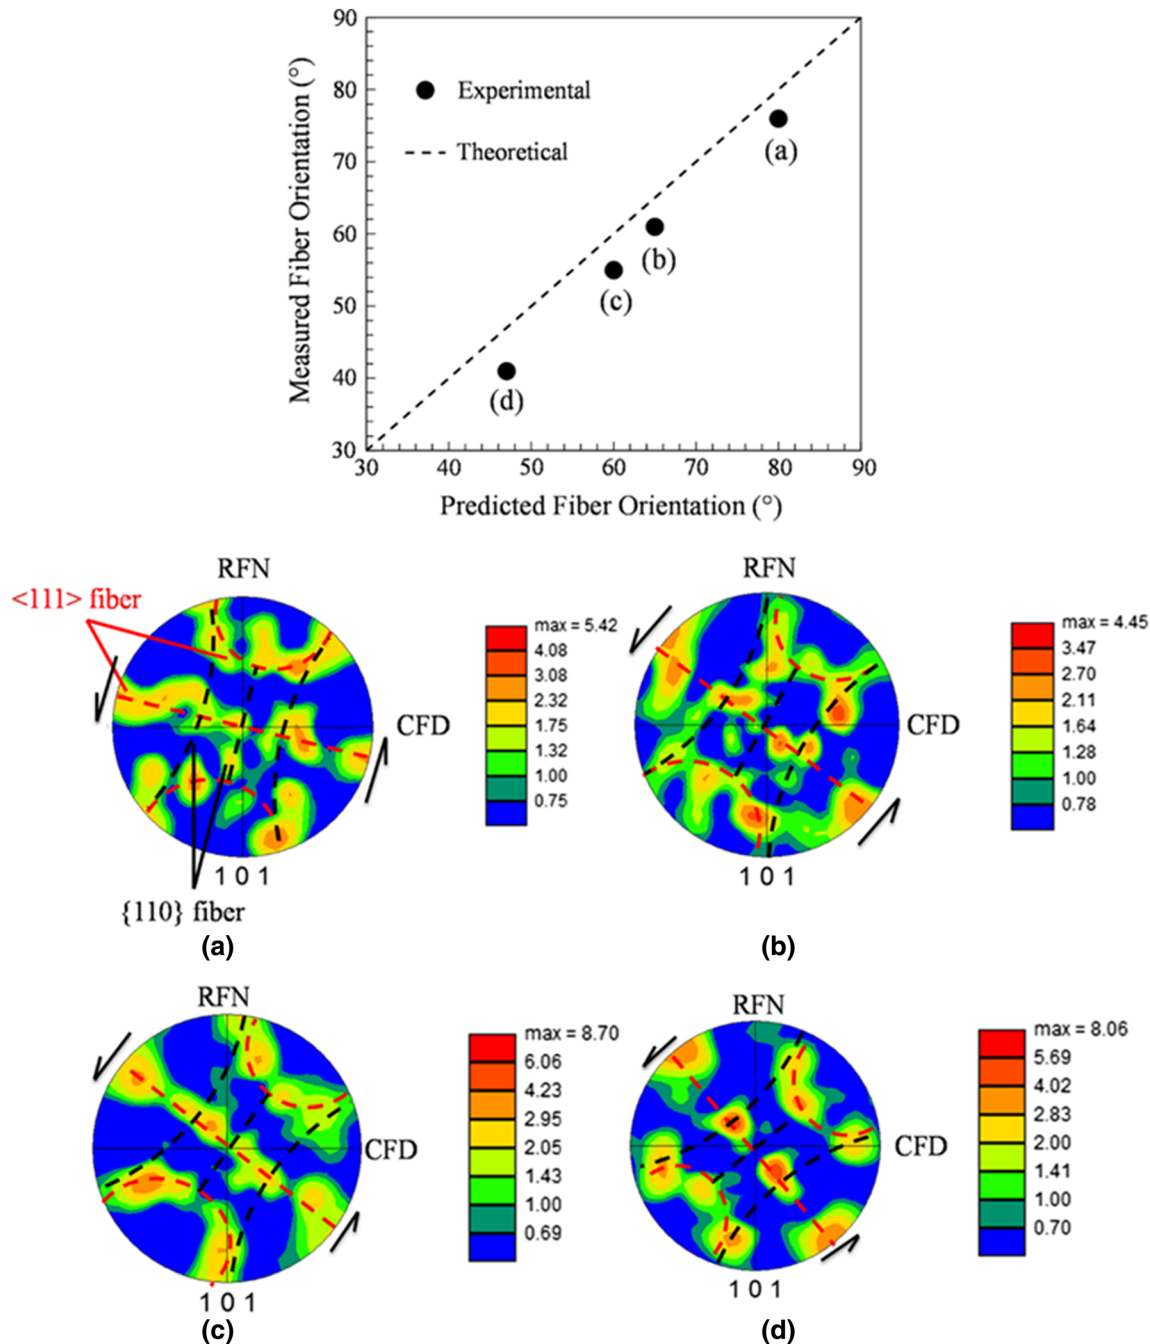 90
80
70
60
50
40
30
Measured Fiber Orientation (°)
Experimental
Theoretical
(a)
(b)
(c)
(d)
30 40 50 60 70 80 90
Predicted Fiber Orientation (°)
RFN
<111> fiber
CFD
1 0 1
{110} fiber
max = 5.42
4.08
3.08
2.32
1.75
1.32
1.00
0.75
(a)
RFN
CFD
1 0 1
max = 4.45
3.47
2.70
2.11
1.64
1.28
1.00
0.78
(b)
RFN
CFD
1 0 1
max = 8.70
6.06
4.23
2.95
2.05
1.43
1.00
0.69
(c)
RFN
CFD
1 0 1
max = 8.06
5.69
4.02
2.83
2.00
1.41
1.00
0.70
(d)